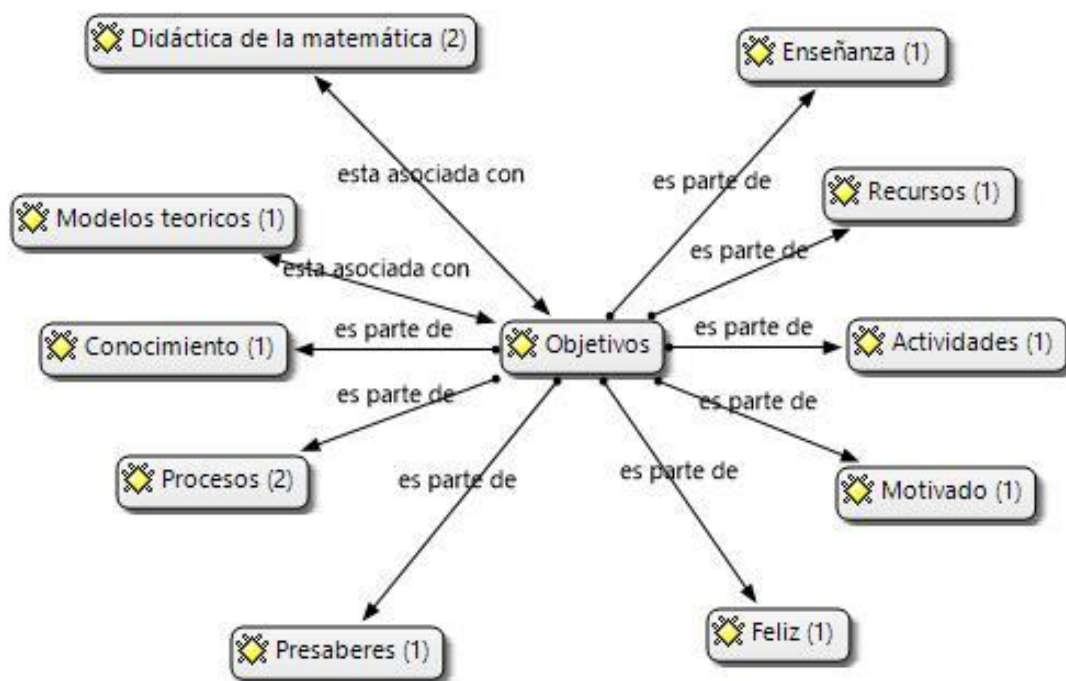 Didáctica de la matemática (2)
Enseñanza (1)
esta asociada con
es parte de
Recursos (1)
Modelos teoricos (1)
es parte de
esta asociada con
es parte de
es parte de
Conocimiento (1)
Objetivos
Actividades (1)
es parte de
es parte de
Procesos (2)
es parte de
es parte de
Motivado (1)
Presaberes (1)
Feliz (1)